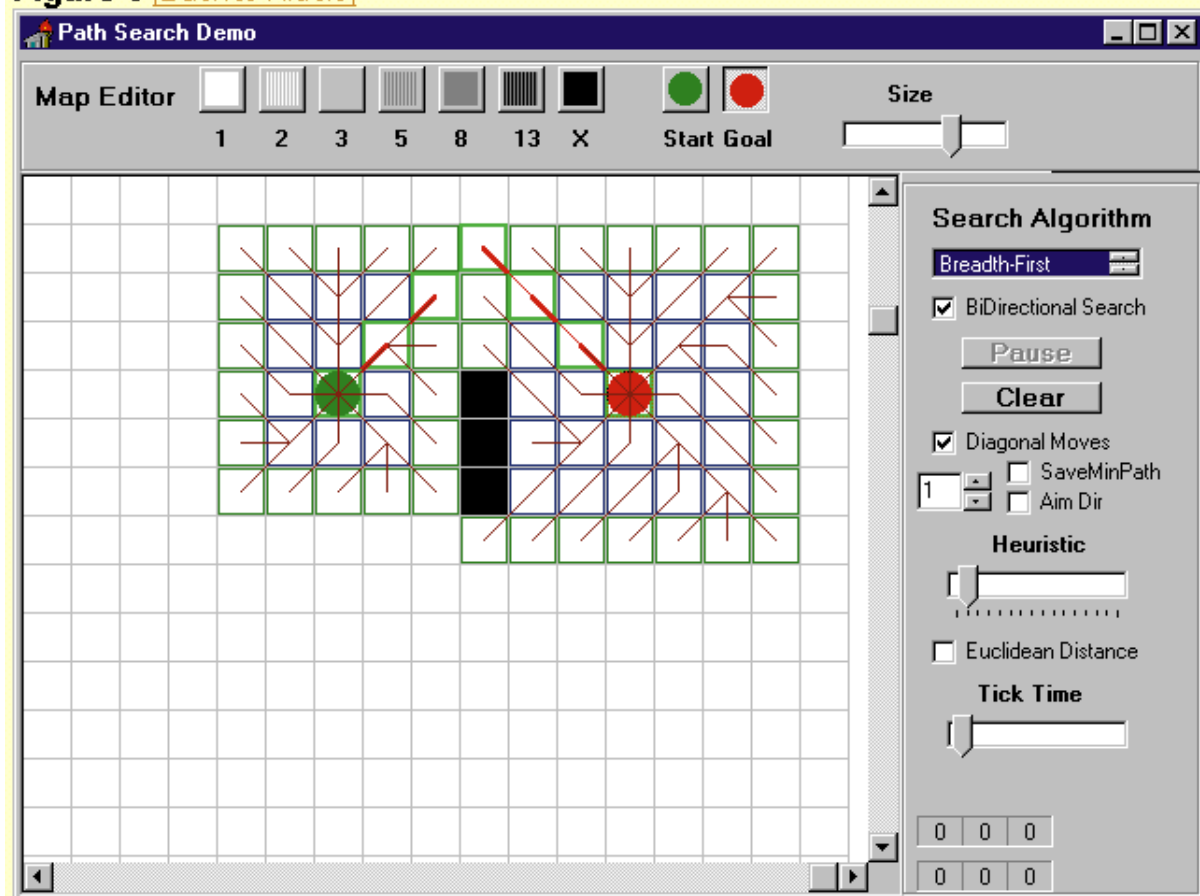 Path Search Demo
Map Editor
1 2 3 5 8 13 X
Start Goal
Size
Search Algorithm
Breadth-First
BiDirectional Search
Pause
Clear
Diagonal Moves
1
SaveMinPath
Aim Dir
Heuristic
Euclidean Distance
Tick Time
0 0 0
0 0 0